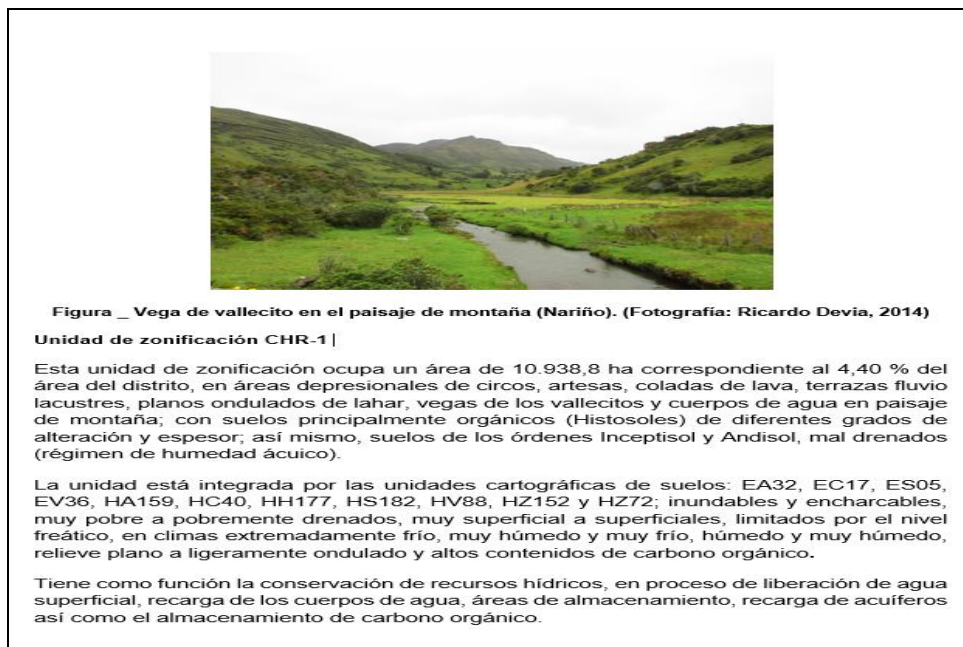 Figura _ Vega de vallecito en el paisaje de montaña (Nariño). (Fotografía: Ricardo Devia, 2014)
Unidad de zonificación CHR-1
Esta unidad de zonificación ocupa un área de 10.938,8 ha correspondiente al 4,40 % del
área del distrito, en áreas depresionales de circos, artesas, coladas de lava, terrazas fluvio
lacustres, planos ondulados de lahar, vegas de los vallecitos y cuerpos de agua en paisaje
de montaña; con suelos principalmente orgánicos (Histosoles) de diferentes grados de
alteración y espesor; así mismo, suelos de los órdenes Inceptisol y Andisol, mal drenados
(régimen de humedad ácuico).
La unidad está integrada por las unidades cartográficas de suelos: EA32, EC17, ES05,
EV36, HA159, HC40, HH177, HS182, HV88, HZ152 y HZ72; inundables y encharcables,
muy pobre a pobremente drenados, muy superficial a superficiales, limitados por el nivel
freático, en climas extremadamente frío, muy húmedo y muy frío, húmedo y muy húmedo,
relieve plano a ligeramente ondulado y altos contenidos de carbono orgánico.
Tiene como función la conservación de recursos hídricos, en proceso de liberación de agua
superficial, recarga de los cuerpos de agua, áreas de almacenamiento, recarga de acuíferos
así como el almacenamiento de carbono orgánico.